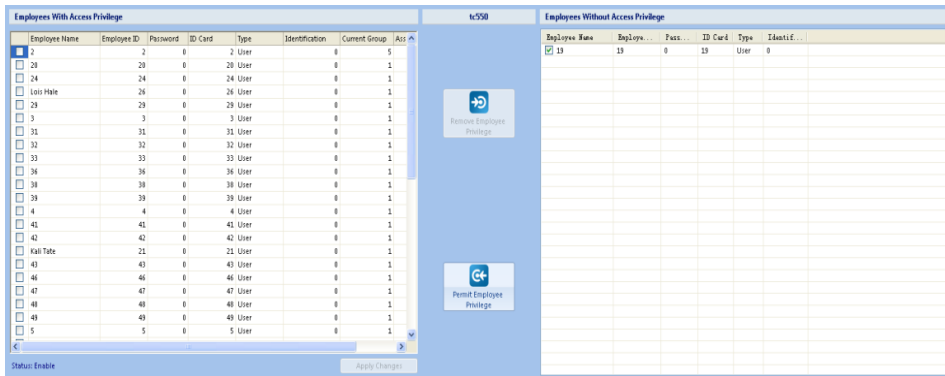 Employees With Access Privilege
tc550
Employees Without Access Privilege
Employee Name Employee ID Password ID Card Type Identification Current Group Ass
2 2 0 2 User 0 5
20 20 0 20 User 0 1
24 24 0 24 User 0 1
Lois Hale 26 0 26 User 0 1
29 29 0 29 User 0 1
3 3 0 3 User 0 1
31 31 0 31 User 0 1
32 32 0 32 User 0 1
33 33 0 33 User 0 1
36 36 0 36 User 0 1
38 38 0 38 User 0 1
39 39 0 39 User 0 1
4 4 0 4 User 0 1
41 41 0 41 User 0 1
42 42 0 42 User 0 1
Kali Tate 21 0 21 User 0 1
43 43 0 43 User 0 1
46 46 0 46 User 0 1
47 47 0 47 User 0 1
48 48 0 48 User 0 1
49 49 0 49 User 0 1
5 5 0 5 User 0 1
Status: Enable
Apply Changes
Remove Employee
Privilege
Permit Employee
Privilege
Employee Name Employe... Pass... ID Card Type Identif...
19 19 0 19 User 0